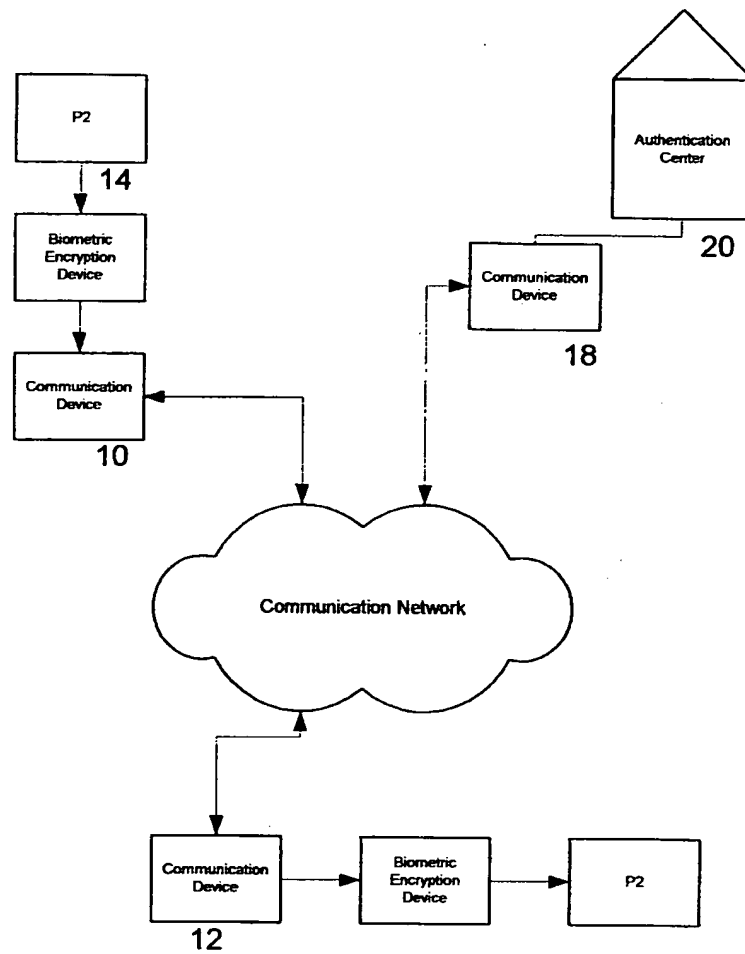 P2
14
Biometric
Encryption
Device
Communication
Device
10
Authentication
Center
20
Communication
Device
18
Communication Network
Communication
Device
12
Biometric
Encryption
Device
P2